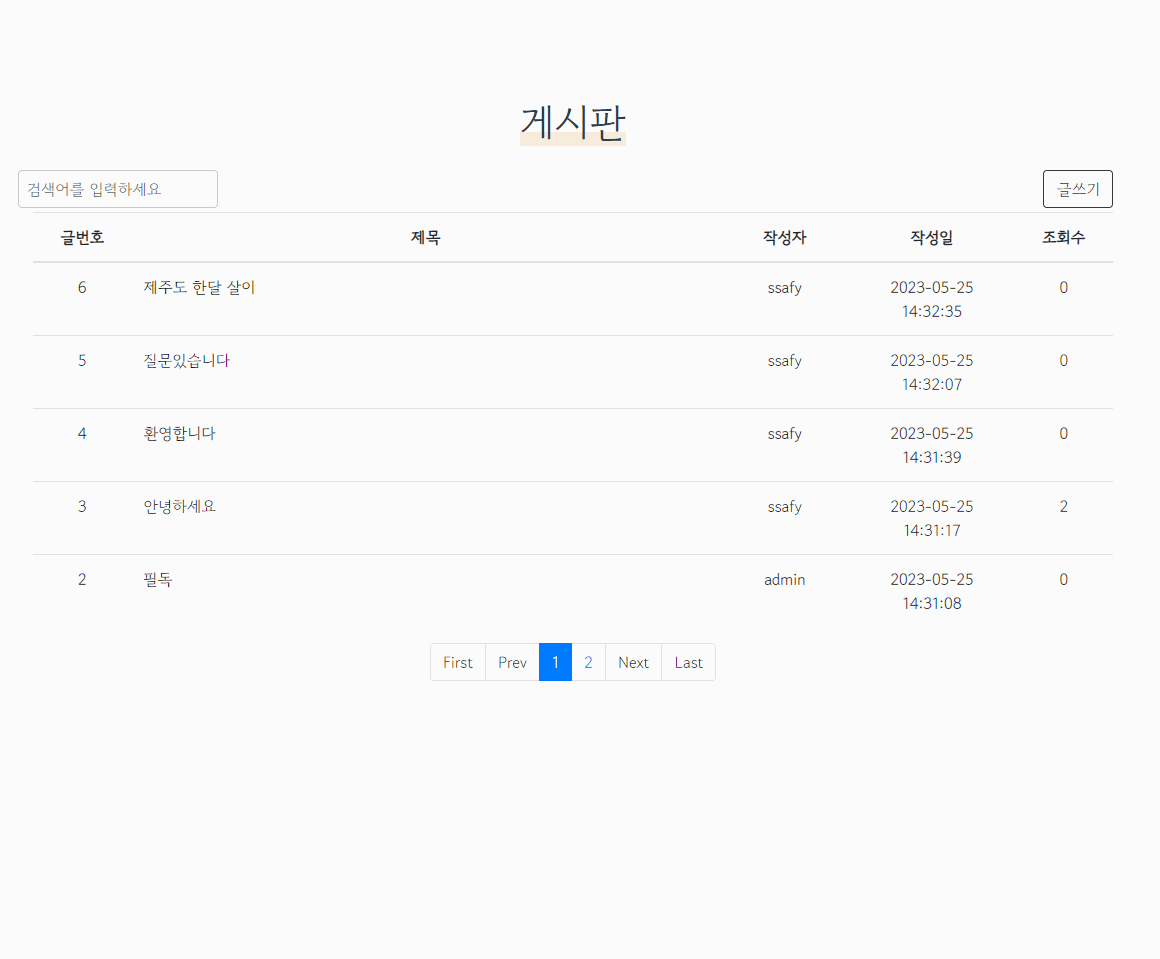 게시판
검색어를 입력하세요 글쓰기
글번호 제목 작성자 작성일 조회수
6 제주도 한달 살이 ssafy 2023-05-25 0
14:32:35
5 질문있습니다 ssafy 2023-05-25 0
14:32:07
4 환영합니다 ssafy 2023-05-25 0
14:31:39
3 안녕하세요 ssafy 2023-05-25 2
14:31:17
2 필독 admin 2023-05-25 0
14:31:08
First Prev 1 2 Next Last